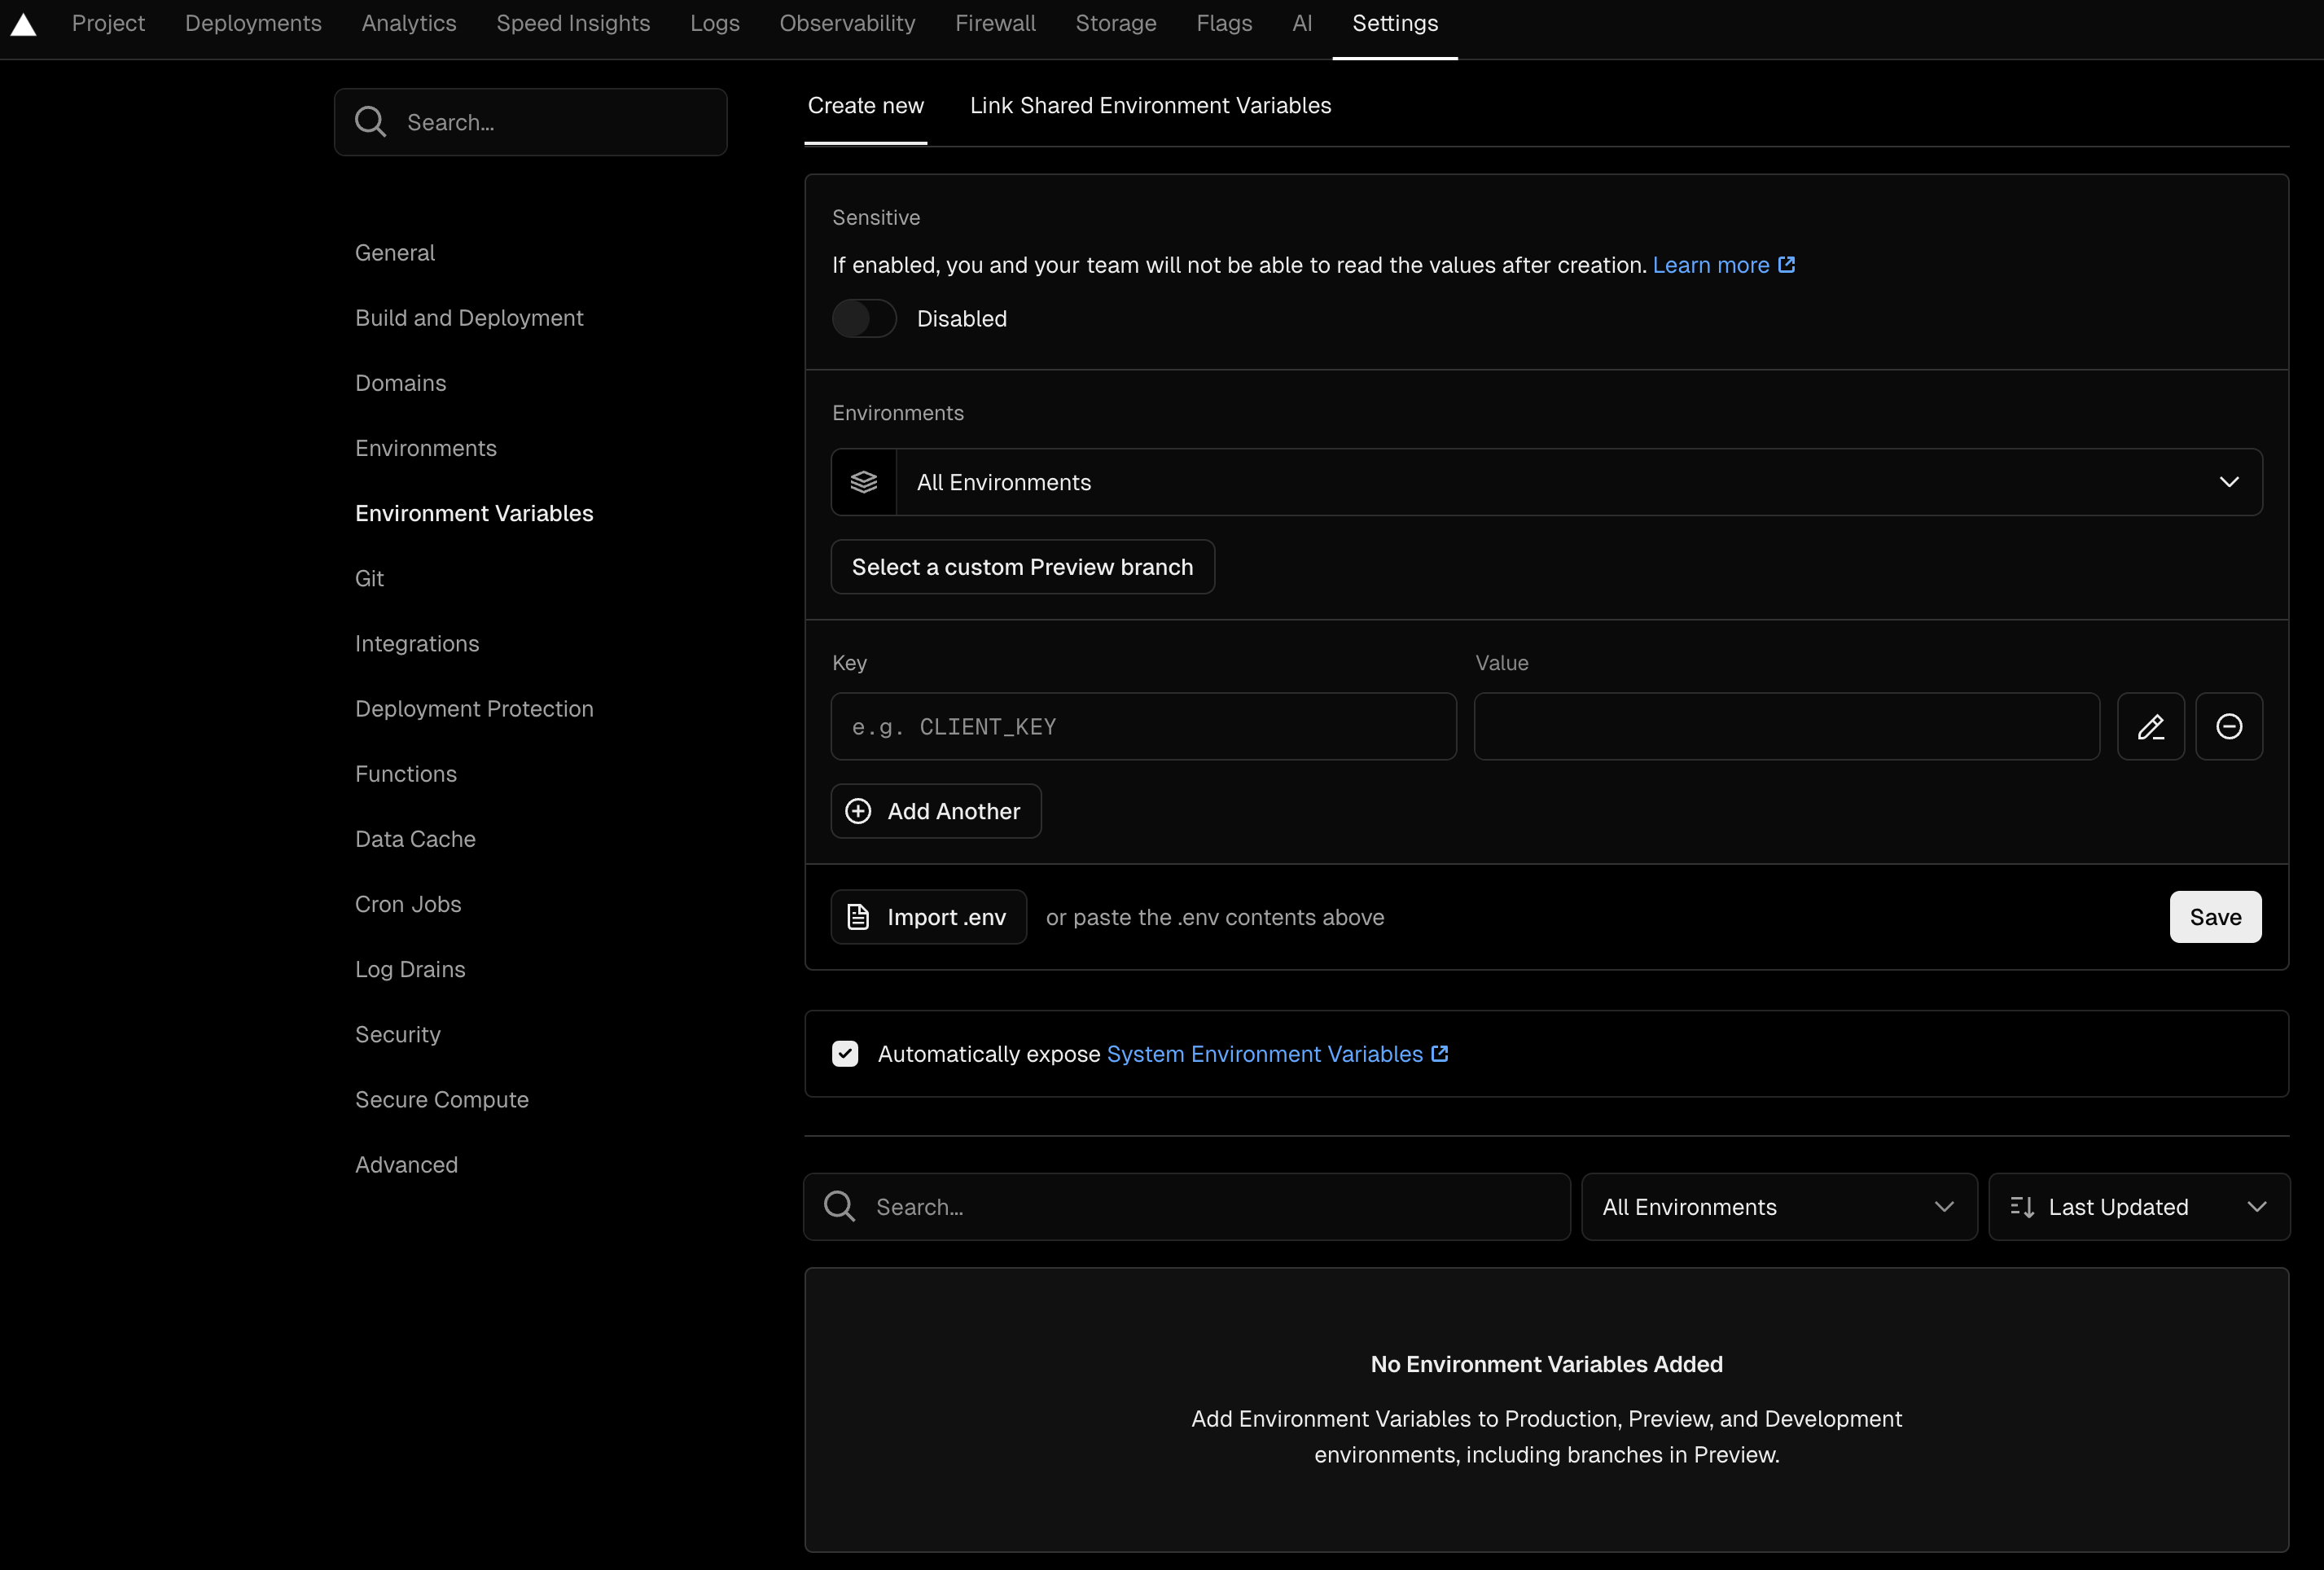 Project Deployments Analytics Speed Insights Logs Observability Firewall Storage Flags AI Settings
Search...
General
Build and Deployment
Domains
Environments
Environment Variables
Git
Integrations
Deployment Protection
Functions
Data Cache
Cron Jobs
Log Drains
Security
Secure Compute
Advanced
Create new Link Shared Environment Variables
Sensitive
If enabled, you and your team will not be able to read the values after creation. Learn more
Disabled
Environments
All Environments
Select a custom Preview branch
Key Value
e.g. CLIENT_KEY
Add Another
Import .env or paste the .env contents above Save
Automatically expose System Environment Variables
Search... All Environments Last Updated
No Environment Variables Added
Add Environment Variables to Production, Preview, and Development
environments, including branches in Preview.